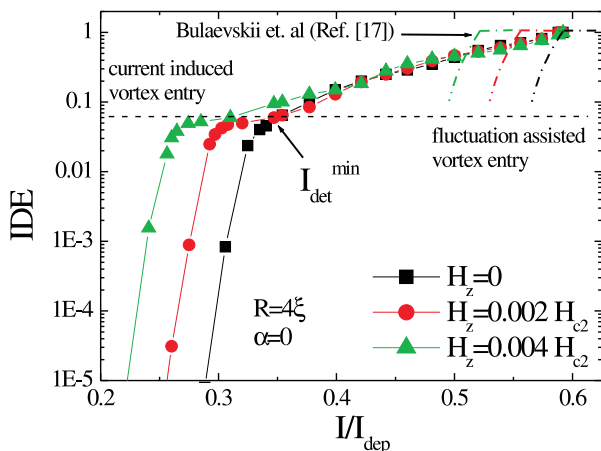 1
Bulaevskii et. al (Ref. [17])
current induced
vortex entry
0.1
fluctuation assisted
vortex entry
I_det^min
0.01
IDE
1E-3
H_z=0
R=4ξ
H_z=0.002 H_c2
1E-4
α=0
H_z=0.004 H_c2
1E-5
0.2 0.3 0.4 0.5 0.6
I/I_dep